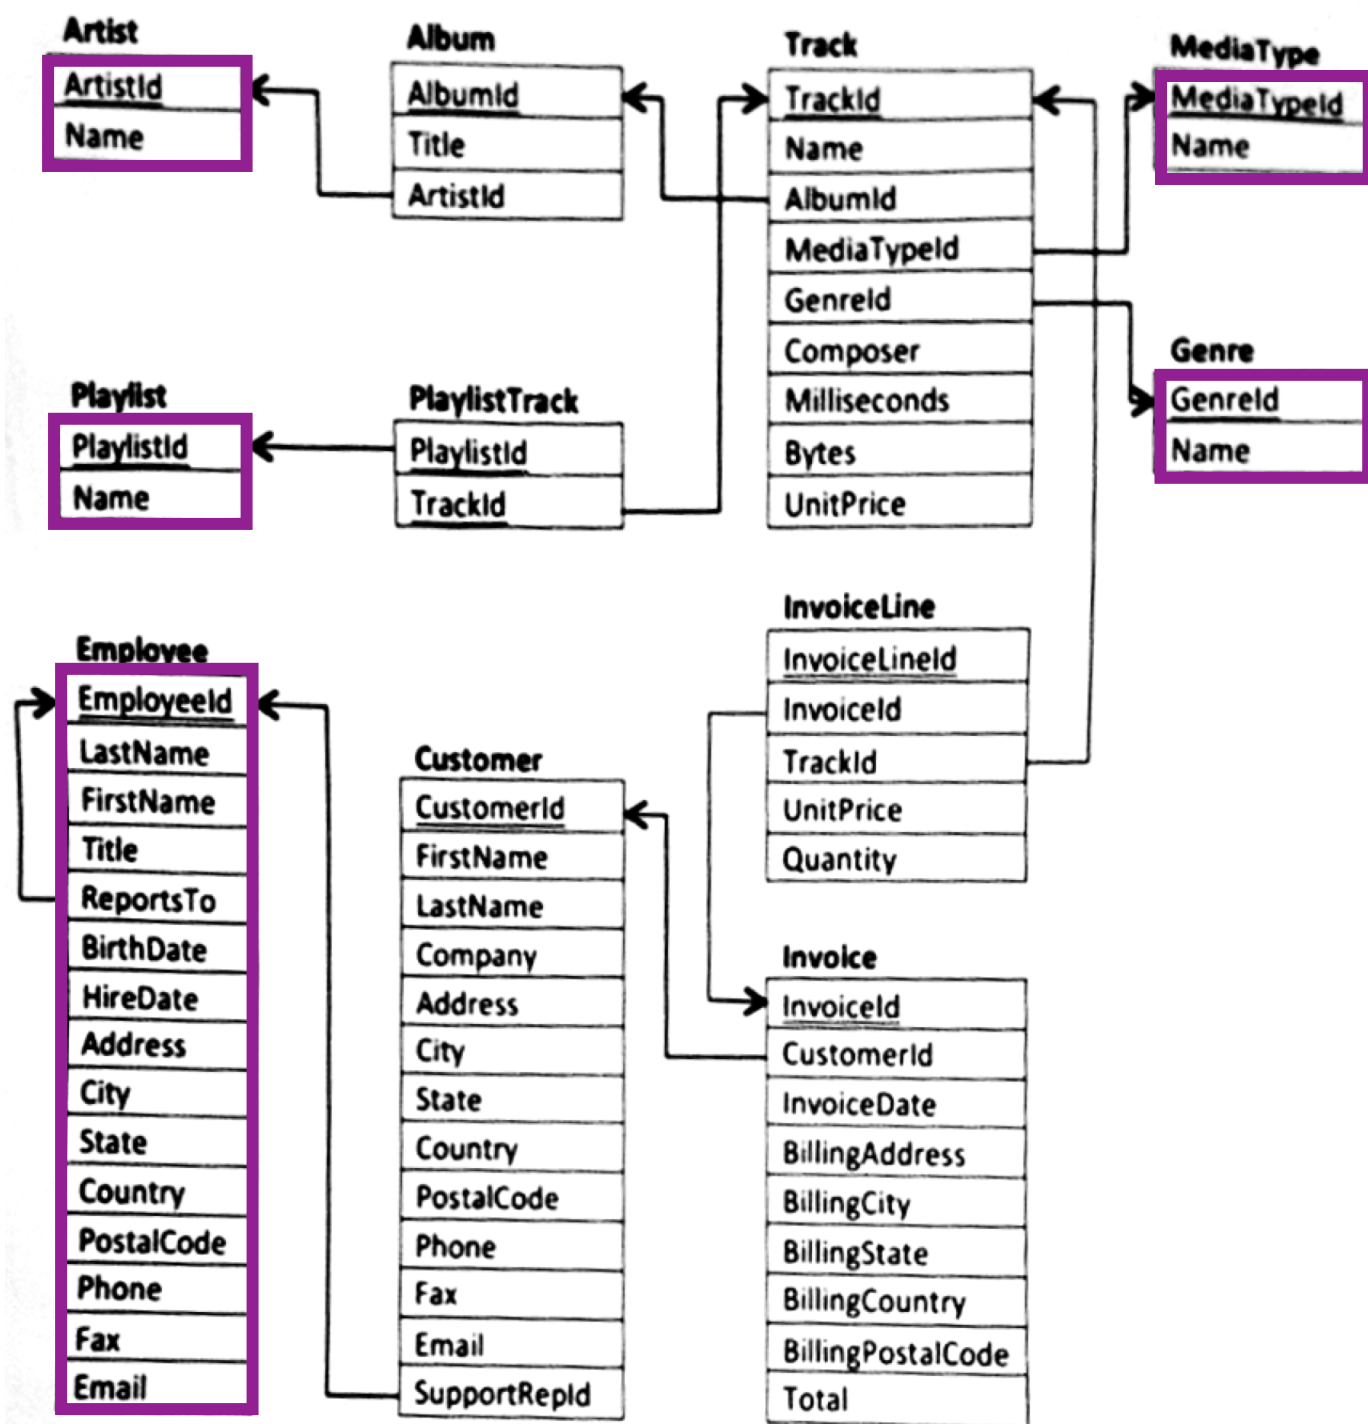 Artist
ArtistId
Name
Album
AlbumId
Title
ArtistId
Track
TrackId
Name
AlbumId
MediaTypeId
GenreId
Composer
Milliseconds
Bytes
UnitPrice
MediaType
MediaTypeId
Name
Genre
GenreId
Name
Playlist
PlaylistId
Name
PlaylistTrack
PlaylistId
TrackId
Employee
EmployeeId
LastName
FirstName
Title
ReportsTo
BirthDate
HireDate
Address
City
State
Country
PostalCode
Phone
Fax
Email
Customer
CustomerId
FirstName
LastName
Company
Address
City
State
Country
PostalCode
Phone
Fax
Email
SupportRepId
InvoiceLine
InvoiceLineId
InvoiceId
TrackId
UnitPrice
Quantity
Invoice
InvoiceId
CustomerId
InvoiceDate
BillingAddress
BillingCity
BillingState
BillingCountry
BillingPostalCode
Total